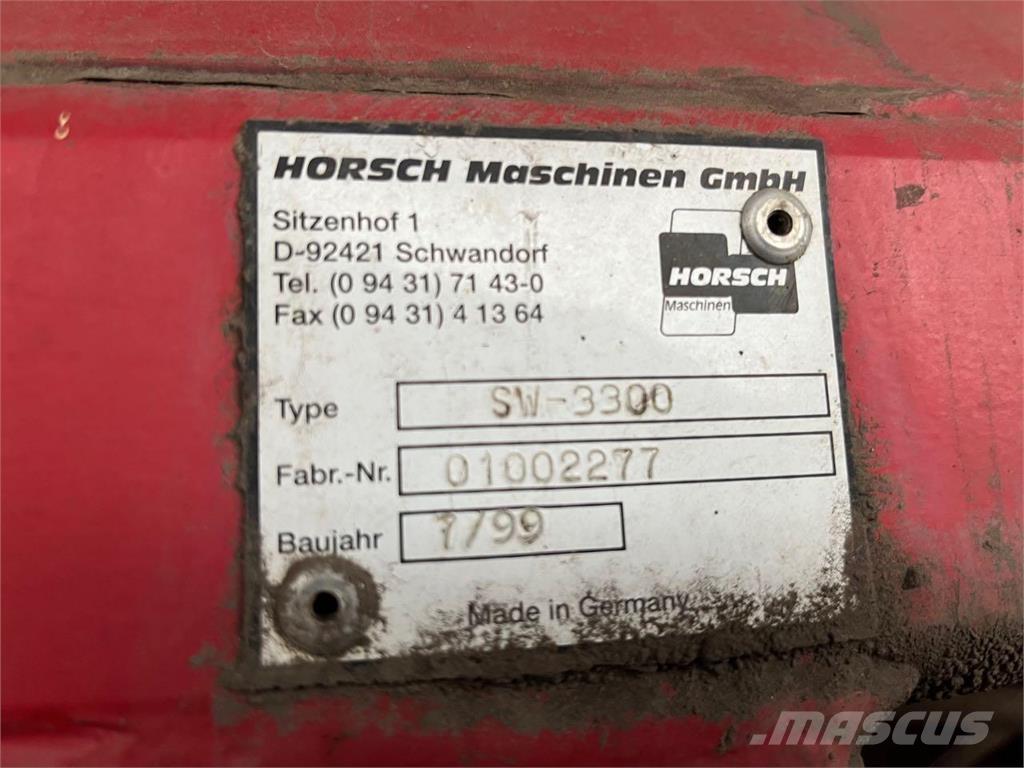 HORSCH Maschinen GmbH
Sitzenhof 1
D-92421 Schwandorf
Tel. (0 94 31) 71 43-0
Fax (0 94 31) 4 13 64
HORSCH
Maschinen
Type SW-3300
Fabr.-Nr. 01002277
Baujahr 7/99
Made in Germany
MASCUS